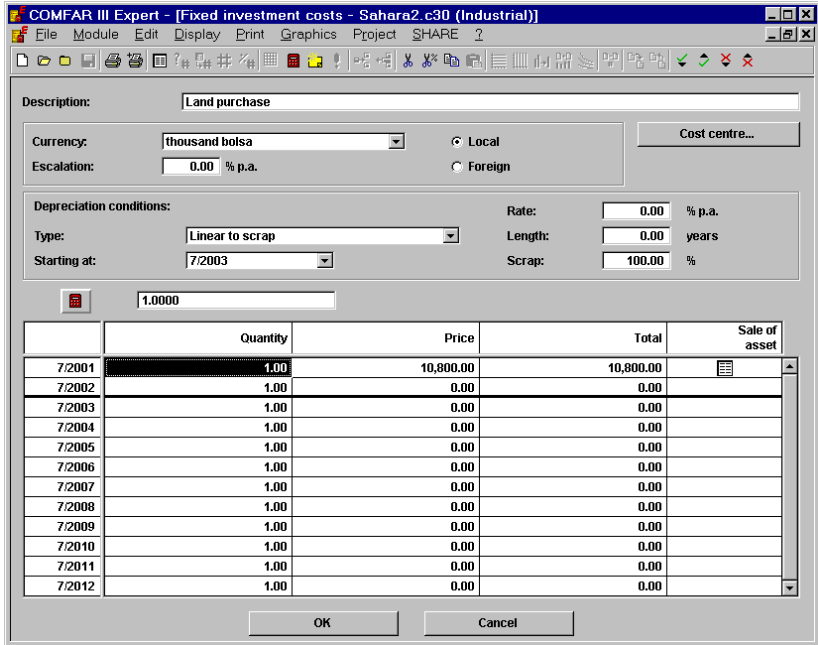 COMFAR III Expert - [Fixed investment costs - Sahara2.c30 (Industrial)]
File Module Edit Display Print Graphics Project SHARE ?
Description: Land purchase
Currency: thousand bolsa Local Cost centre...
Escalation: 0.00 % p.a. Foreign
Depreciation conditions: Rate: 0.00 % p.a.
Type: Linear to scrap Length: 0.00 years
Starting at: 7/2003 Scrap: 100.00 %
1.0000
Quantity Price Total Sale of asset
7/2001 1.00 10,800.00 10,800.00
7/2002 1.00 0.00 0.00
7/2003 1.00 0.00 0.00
7/2004 1.00 0.00 0.00
7/2005 1.00 0.00 0.00
7/2006 1.00 0.00 0.00
7/2007 1.00 0.00 0.00
7/2008 1.00 0.00 0.00
7/2009 1.00 0.00 0.00
7/2010 1.00 0.00 0.00
7/2011 1.00 0.00 0.00
7/2012 1.00 0.00 0.00
OK Cancel